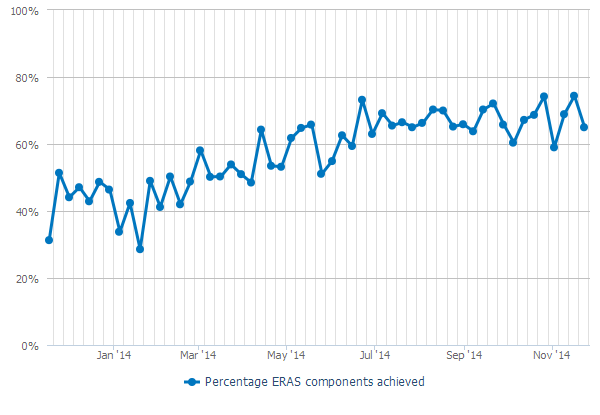 100%
80%
60%
40%
20%
0%
Jan '14
Mar '14
May '14
Jul '14
Sep '14
Nov '14
Percentage ERAS components achieved